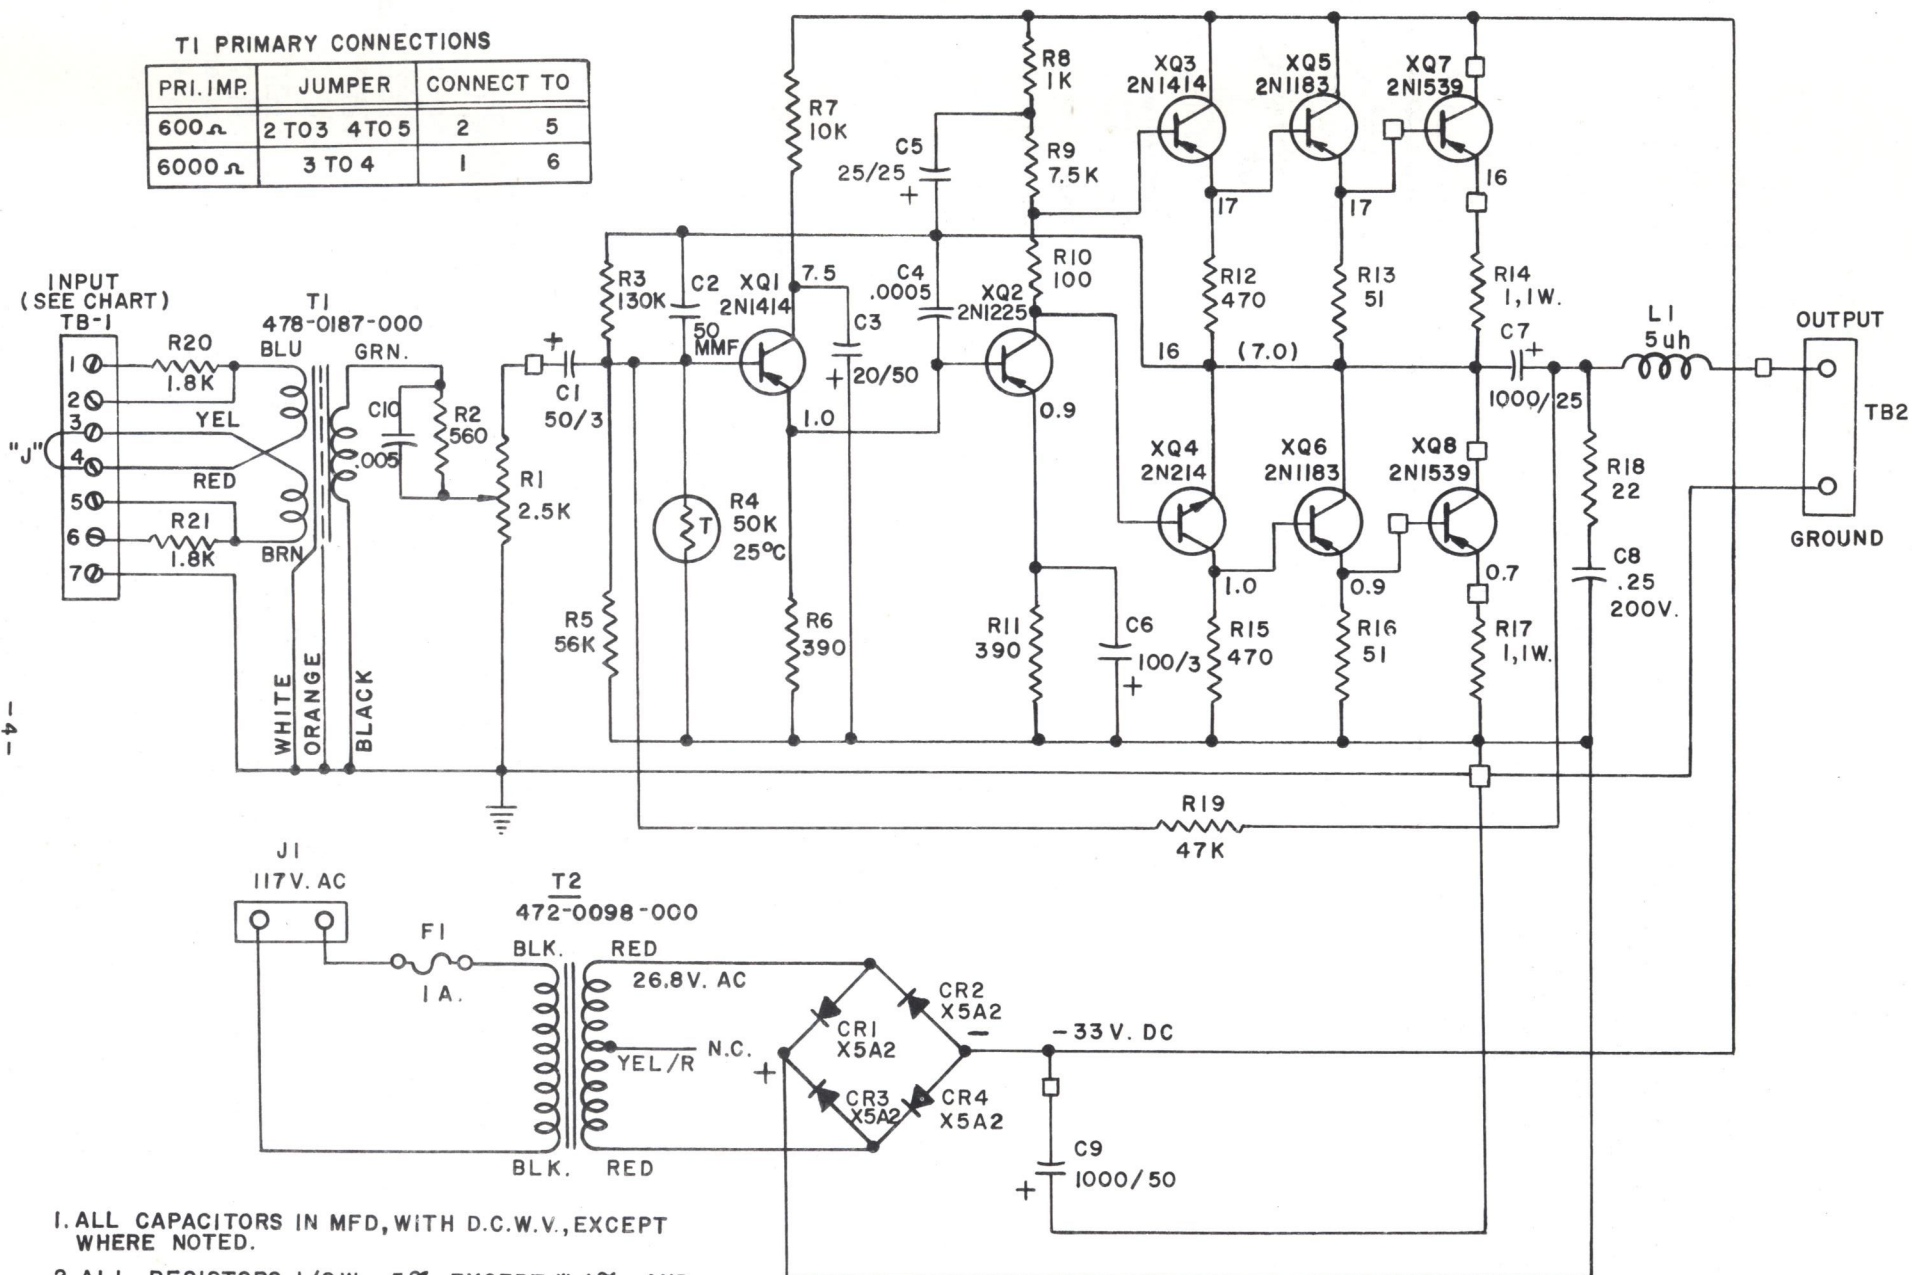 T1 PRIMARY CONNECTIONS
PRI.IMP. JUMPER CONNECT TO
600Ω 2 TO3 4TO5 2 5
6000Ω 3 TO 4 1 6
INPUT
(SEE CHART)
TB-1
1
2
3
4
5
6
7
"J"
R20
1.8K
R21
1.8K
T1
478-0187-000
BLU
GRN.
YEL
RED
BRN
WHITE
ORANGE
BLACK
C10
.005
R2
560
R1
2.5K
+
C1
50/3
R3
130K
C2
50
MMF
R4
50K
25°C
T
R5
56K
XQ1
2N1414
7.5
1.0
R7
10K
R6
390
C3
+ 20/50
C5
25/25
+
C4
.0005
R8
1K
R9
7.5K
R10
100
XQ2
2N1225
0.9
R11
390
C6
100/3
+
XQ3
2N1414
17
XQ5
2N1183
17
XQ7
2N1539
16
R12
470
R13
51
R14
1,1W.
16
(7.0)
C7
+
1000/25
XQ4
2N214
1.0
XQ6
2N1183
0.9
XQ8
2N1539
0.7
R15
470
R16
51
R17
1,1W.
R18
22
C8
.25
200V.
L1
5uh
OUTPUT
TB2
GROUND
R19
47K
-4-
J1
117V. AC
F1
1A.
T2
472-0098-000
BLK.
RED
26.8V. AC
YEL/R
N.C.
BLK.
RED
CR1
X5A2
CR2
X5A2
CR3
X5A2
CR4
X5A2
+
-
-33V. DC
C9
1000/50
+
1. ALL CAPACITORS IN MFD, WITH D.C.W.V., EXCEPT
WHERE NOTED.